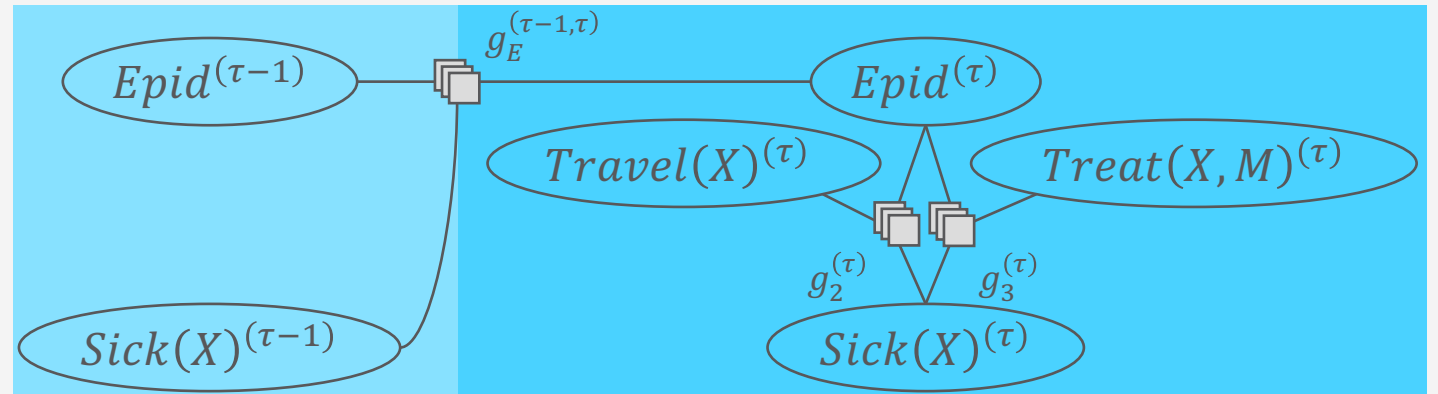 g_E^{(τ−1,τ)}
Epid^{(τ−1)}
Epid^{(τ)}
Travel(X)^{(τ)}
Treat(X, M)^{(τ)}
g_2^{(τ)}
g_3^{(τ)}
Sick(X)^{(τ−1)}
Sick(X)^{(τ)}